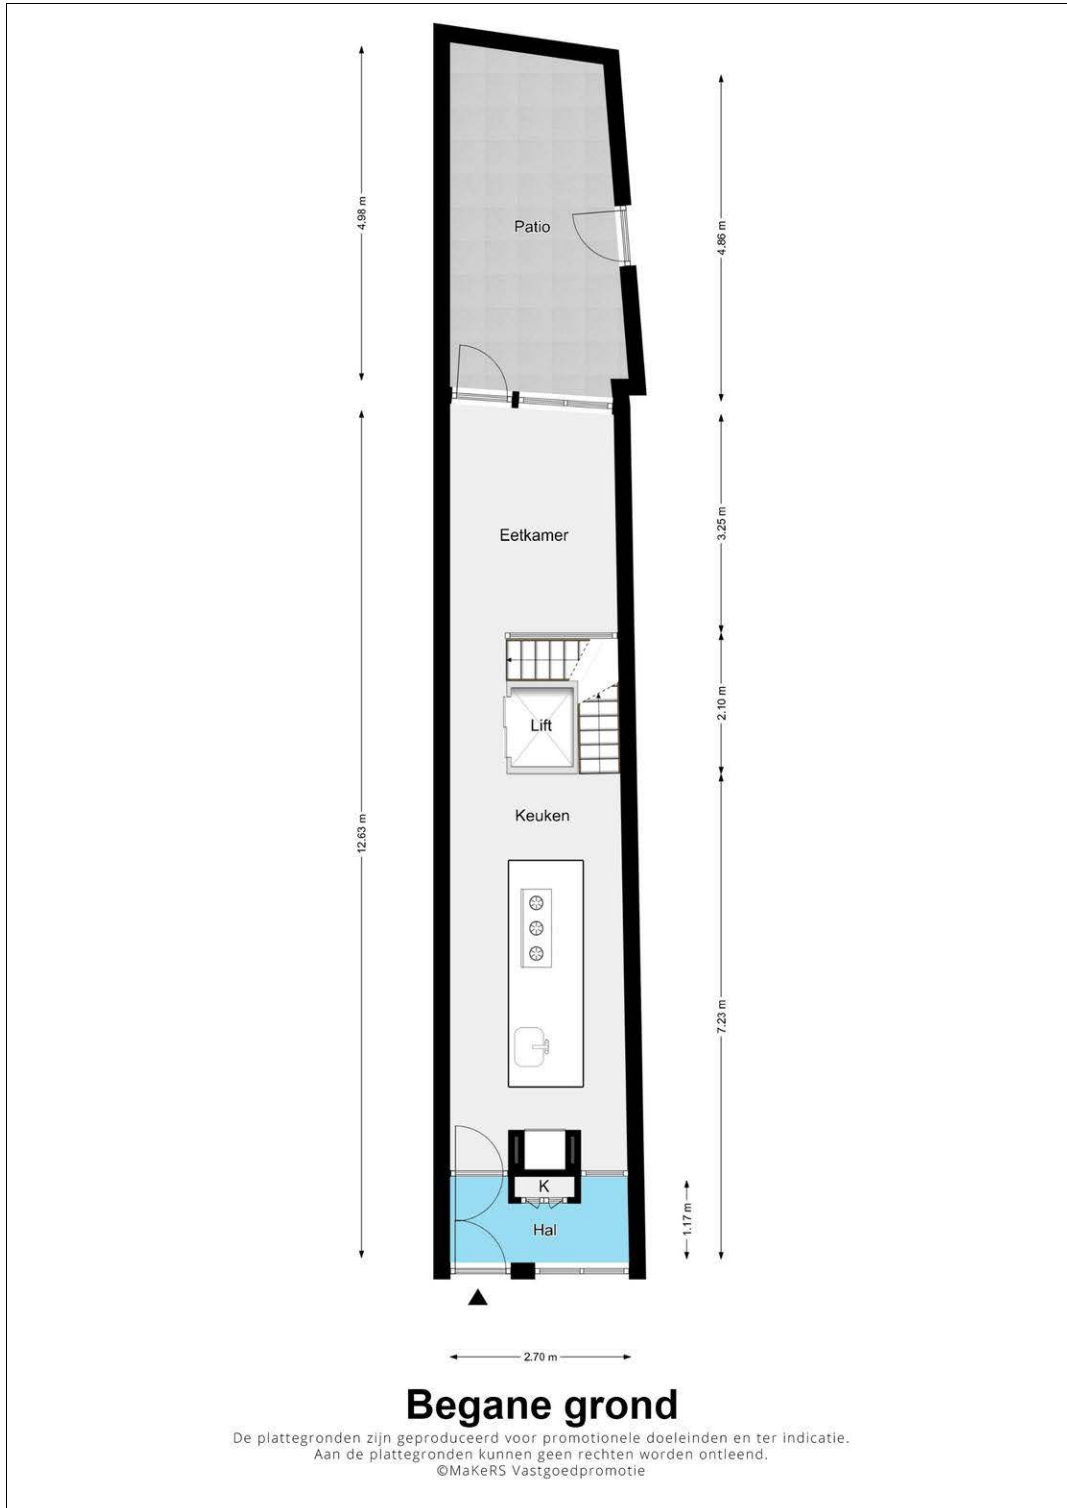 4.98 m
4.86 m
Patio
3.25 m
Eetkamer
2.10 m
Lift
Keuken
12.63 m
7.23 m
K
1.17 m
Hal
2.70 m
Begane grond
De plattegronden zijn geproduceerd voor promotionele doeleinden en ter indicatie.
Aan de plattegronden kunnen geen rechten worden ontleend.
©MaKeRS Vastgoedpromotie